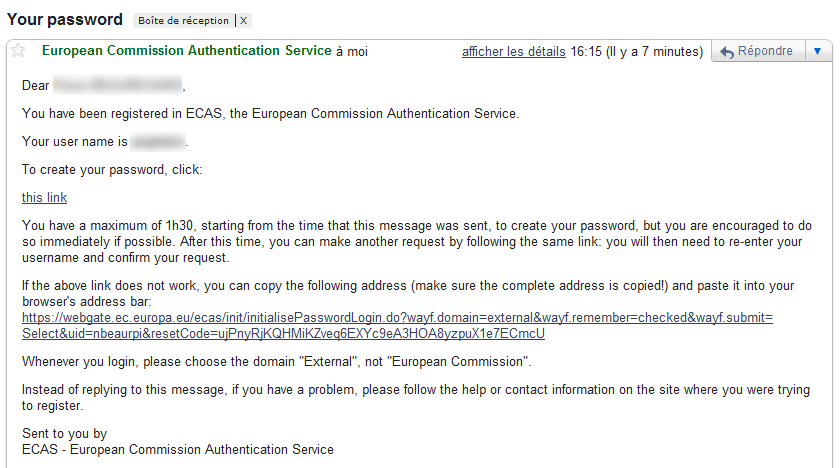 Your password Boîte de réception | X
European Commission Authentication Service à moi afficher les détails 16:15 (Il y a 7 minutes) Répondre
Dear ,
You have been registered in ECAS, the European Commission Authentication Service.
Your user name is .
To create your password, click:
this link
You have a maximum of 1h30, starting from the time that this message was sent, to create your password, but you are encouraged to do
so immediately if possible. After this time, you can make another request by following the same link: you will then need to re-enter your
username and confirm your request.
If the above link does not work, you can copy the following address (make sure the complete address is copied!) and paste it into your
browser's address bar:
https://webgate.ec.europa.eu/ecas/init/initialisePasswordLogin.do?wayf.domain=external&wayf.remember=checked&wayf.submit=
Select&uid=nbeaurpi&resetCode=ujPnyRjKQHMiKZveq6EXYc9eA3HOA8yzpuX1e7ECmcU
Whenever you login, please choose the domain "External", not "European Commission".
Instead of replying to this message, if you have a problem, please follow the help or contact information on the site where you were trying
to register.
Sent to you by
ECAS - European Commission Authentication Service